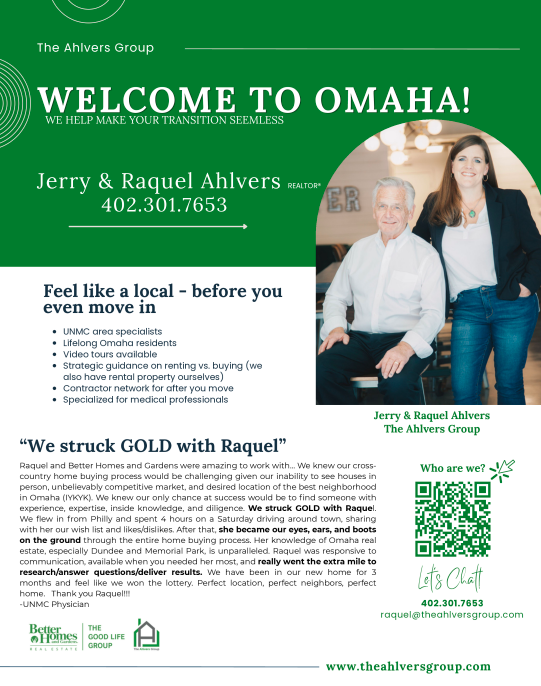 The Ahlvers Group
WELCOME TO OMAHA!
WE HELP MAKE YOUR TRANSITION SEEMLESS
Jerry & Raquel Ahlvers REALTOR®
402.301.7653
ER
Feel like a local - before you
even move in
• UNMC area specialists
• Lifelong Omaha residents
• Video tours available
• Strategic guidance on renting vs. buying (we
also have rental property ourselves)
• Contractor network for after you move
• Specialized for medical professionals
Jerry & Raquel Ahlvers
The Ahlvers Group
“We struck GOLD with Raquel”
Raquel and Better Homes and Gardens were amazing to work with... We knew our cross-
country home buying process would be challenging given our inability to see houses in
person, unbelievably competitive market, and desired location of the best neighborhood
in Omaha (IYKYK). We knew our only chance at success would be to find someone with
experience, expertise, inside knowledge, and diligence. We struck GOLD with Raquel.
We flew in from Philly and spent 4 hours on a Saturday driving around town, sharing
with her our wish list and likes/dislikes. After that, she became our eyes, ears, and boots
on the ground through the entire home buying process. Her knowledge of Omaha real
estate, especially Dundee and Memorial Park, is unparalleled. Raquel was responsive to
communication, available when you needed her most, and really went the extra mile to
research/answer questions/deliver results. We have been in our new home for 3
months and feel like we won the lottery. Perfect location, perfect neighbors, perfect
home. Thank you Raquel!!!
-UNMC Physician
Who are we?
Let's Chat
402.301.7653
raquel@theahlversgroup.com
Better
Homes
and Gardens
REAL ESTATE
THE
GOOD LIFE
GROUP
The Ahlvers Group
www.theahlversgroup.com